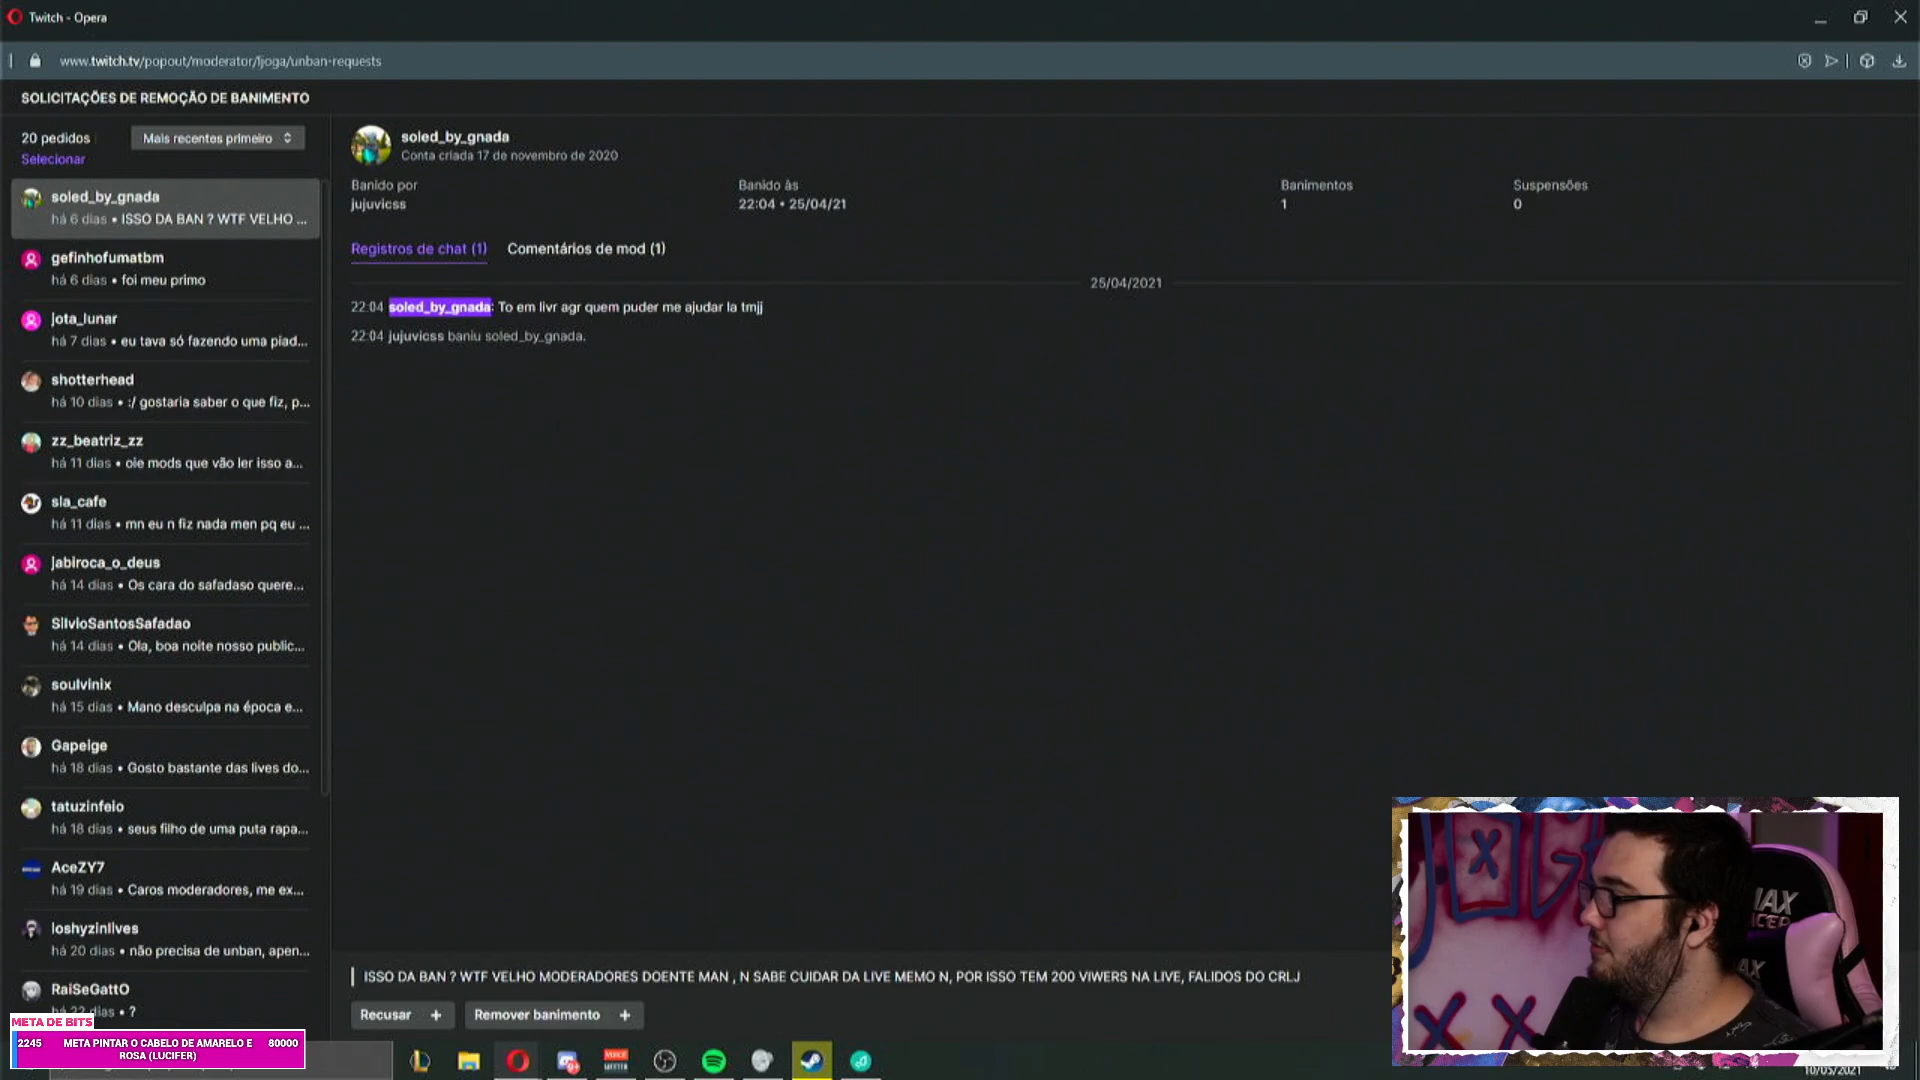 Twitch - Opera
www.twitch.tv/popout/moderator/ljoga/unban-requests
SOLICITAÇÕES DE REMOÇÃO DE BANIMENTO
20 pedidos
Mais recentes primeiro
Selecionar
soled_by_gnada
há 6 dias • ISSO DA BAN ? WTF VELHO ...
gefinhofumatbm
há 6 dias • foi meu primo
jota_lunar
há 7 dias • eu tava só fazendo uma piad...
shotterhead
há 10 dias • :/ gostaria saber o que fiz, p...
zz_beatriz_zz
há 11 dias • oie mods que vão ler isso a...
sla_cafe
há 11 dias • mn eu n fiz nada men pq eu ...
jabiroca_o_deus
há 14 dias • Os cara do safadaso quere...
SilvioSantosSafadao
há 14 dias • Ola, boa noite nosso public...
soulvinix
há 15 dias • Mano desculpa na época e...
Gapeige
há 18 dias • Gosto bastante das lives do...
tatuzinfeio
há 18 dias • seus filho de uma puta rapa...
AceZY7
há 19 dias • Caros moderadores, me ex...
loshyzinlives
há 20 dias • não precisa de unban, apen...
RaiSeGattO
há 22 dias • ?
META DE BITS
2245 META PINTAR O CABELO DE AMARELO E ROSA (LUCIFER) 80000
soled_by_gnada
Conta criada 17 de novembro de 2020
Banido por
jujuvicss
Banido às
22:04 • 25/04/21
Banimentos
1
Suspensões
0
Registros de chat (1)
Comentários de mod (1)
25/04/2021
22:04 soled_by_gnada: To em livr agr quem puder me ajudar la tmjj
22:04 jujuvicss baniu soled_by_gnada.
ISSO DA BAN ? WTF VELHO MODERADORES DOENTE MAN , N SABE CUIDAR DA LIVE MEMO N, POR ISSO TEM 200 VIWERS NA LIVE, FALIDOS DO CRLJ
Recusar +
Remover banimento +
10/05/2021